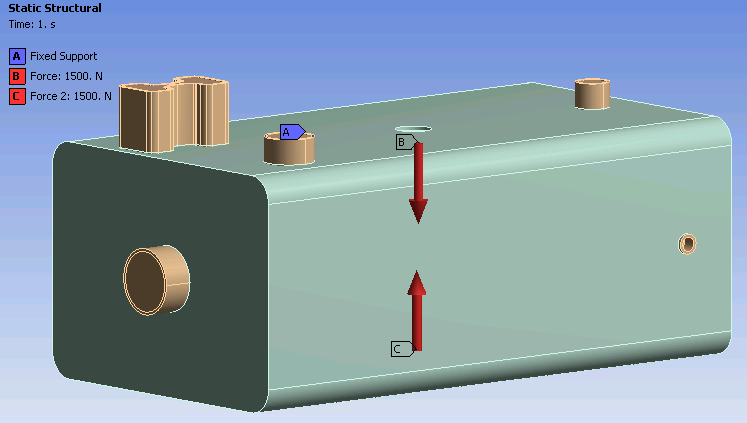 Static Structural
Time: 1. s
A Fixed Support
B Force: 1500. N
C Force 2: 1500. N
A
B
C